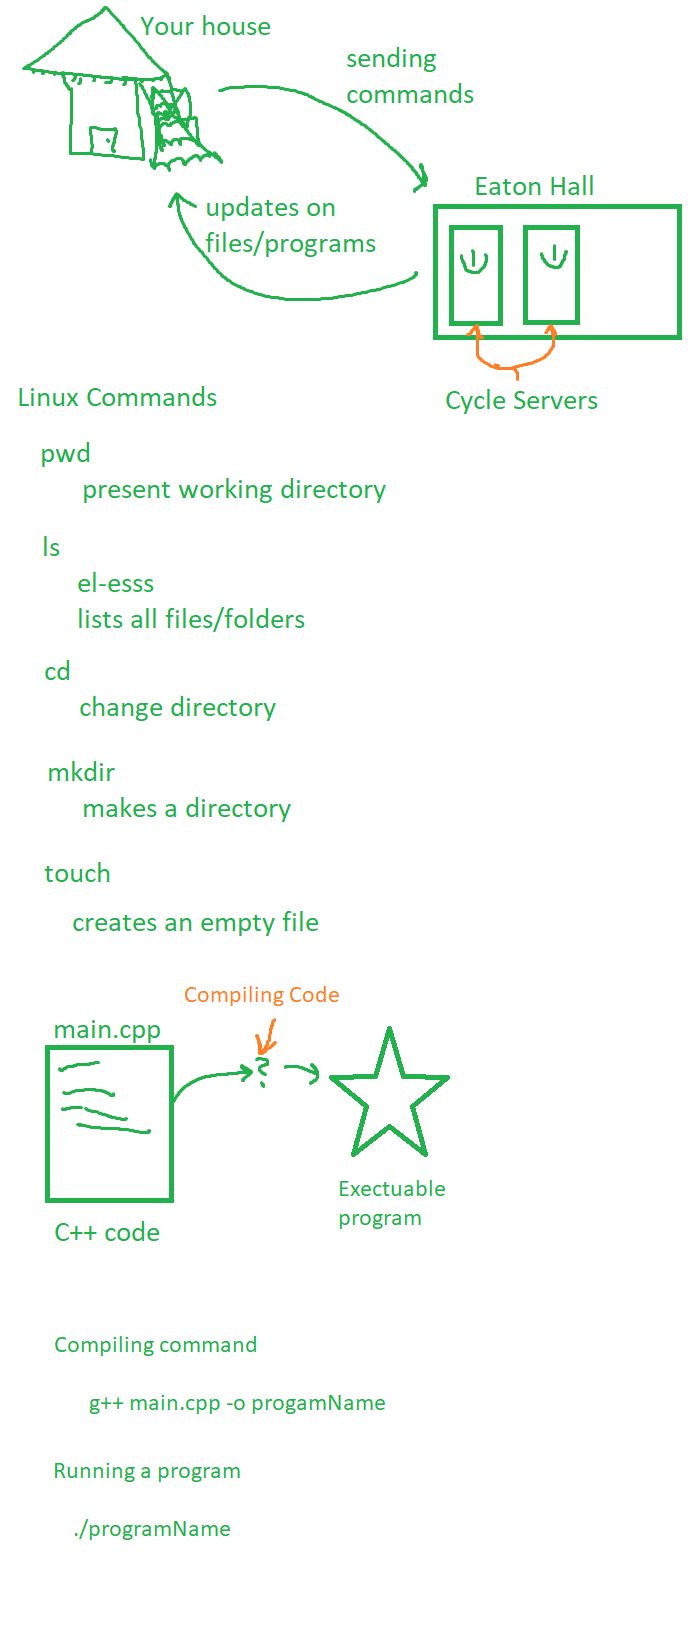 Your house
sending
commands
Eaton Hall
updates on
files/programs
Cycle Servers
Linux Commands
pwd
present working directory
ls
el-esss
lists all files/folders
cd
change directory
mkdir
makes a directory
touch
creates an empty file
Compiling Code
main.cpp
?
Exectuable
program
C++ code
Compiling command
g++ main.cpp -o progamName
Running a program
./programName